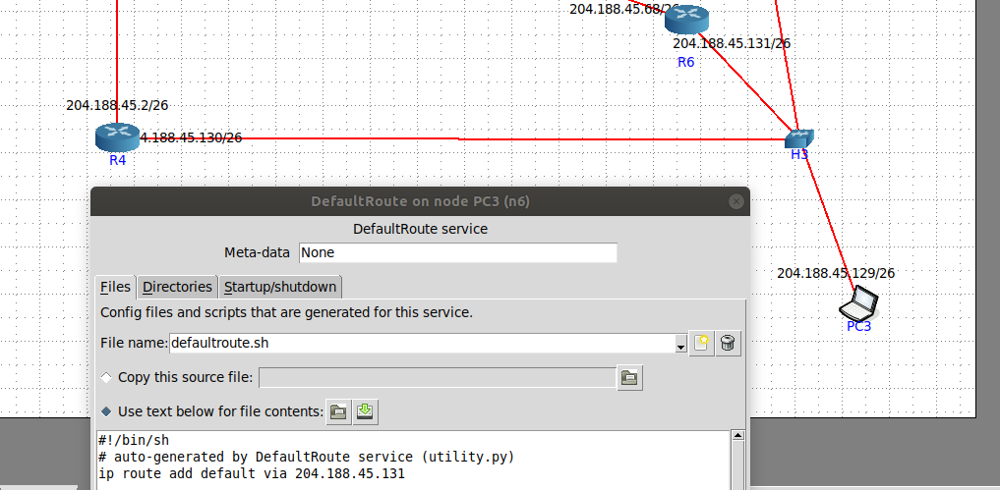 204.188.45.68/26
204.188.45.131/26
R6
204.188.45.2/26
4.188.45.130/26
R4
H3
DefaultRoute on node PC3 (n6)
DefaultRoute service
Meta-data None
Files Directories Startup/shutdown
Config files and scripts that are generated for this service.
File name: defaultroute.sh
Copy this source file:
Use text below for file contents:
#!/bin/sh
# auto-generated by DefaultRoute service (utility.py)
ip route add default via 204.188.45.131
204.188.45.129/26
PC3